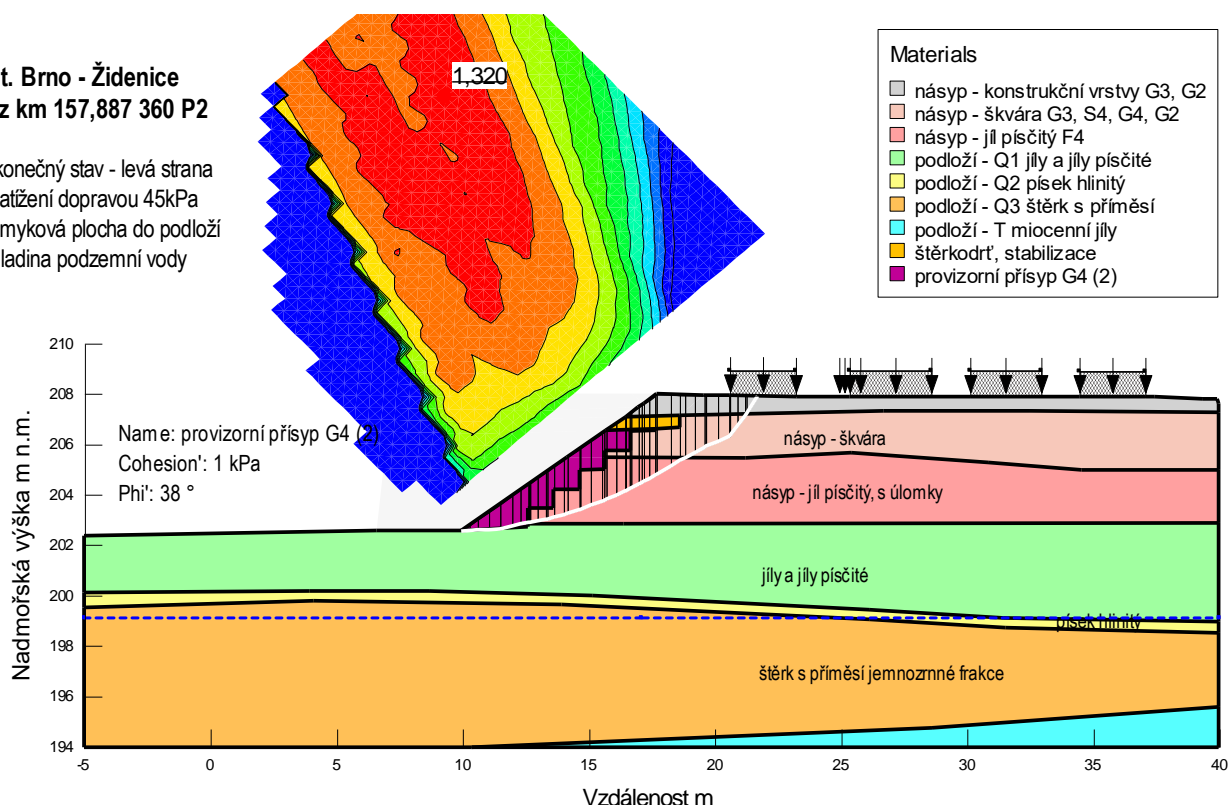 t. Brno - Židenice
z km 157,887 360 P2
konečný stav - levá strana
atížení dopravou 45kPa
myková plocha do podloží
ladina podzemní vody
1,320
Materials
násyp - konstrukční vrstvy G3, G2
násyp - škvára G3, S4, G4, G2
násyp - jíl písčitý F4
podloží - Q1 jíly a jíly písčité
podloží - Q2 písek hlinitý
podloží - Q3 štěrk s příměsí
podloží - T miocenní jíly
štěrkodrť, stabilizace
provizorní přísyp G4 (2)
Name: provizorní přísyp G4 (2)
Cohesion': 1 kPa
Phi': 38 °
násyp - škvára
násyp - jíl písčitý, s úlomky
jíly a jíly písčité
písek hlinitý
štěrk s příměsí jemnozrnné frakce
Nadmořská výška m n.m.
210
208
206
204
202
200
198
196
194
-5 0 5 10 15 20 25 30 35 40
Vzdálenost m